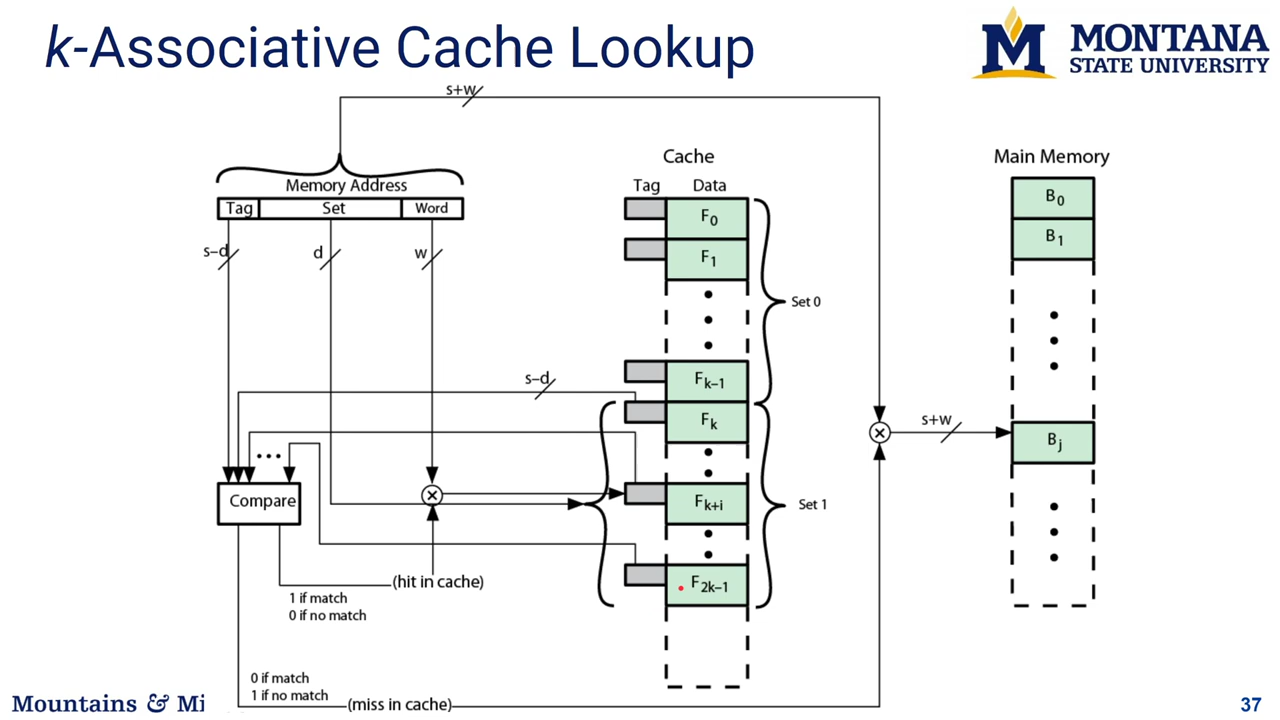 k-Associative Cache Lookup
M MONTANA
STATE UNIVERSITY
s+w
Cache
Main Memory
Memory Address
Tag Data
Tag Set Word
F0
B0
B1
s–d
d
w
F1
Set 0
s–d
Fk–1
Fk
s+w
Bj
...
Compare
Fk+i
Set 1
(hit in cache)
F2k–1
1 if match
0 if no match
0 if match
1 if no match
(miss in cache)
Mountains & Mi
37